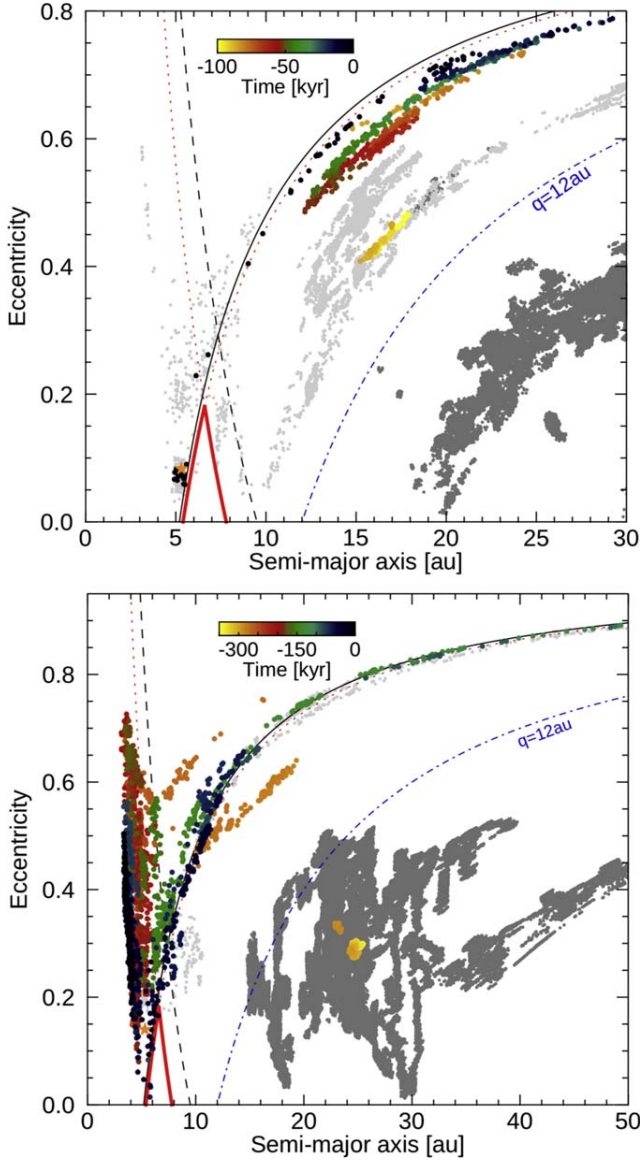 0.8
0.6
0.4
0.2
0.0
Eccentricity
-100 -50 0
Time [kyr]
q=12au
0 5 10 15 20 25 30
Semi-major axis [au]
0.8
0.6
0.4
0.2
0.0
Eccentricity
-300 -150 0
Time [kyr]
q=12au
0 10 20 30 40 50
Semi-major axis [au]